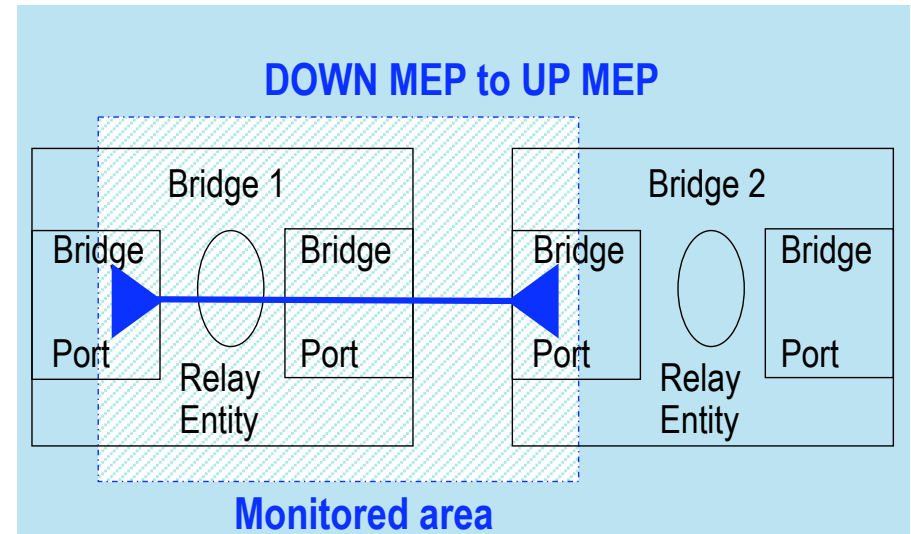 DOWN MEP to UP MEP
Bridge 1
Bridge 2
Bridge
Port
Relay
Entity
Bridge
Port
Bridge
Port
Relay
Entity
Bridge
Port
Monitored area